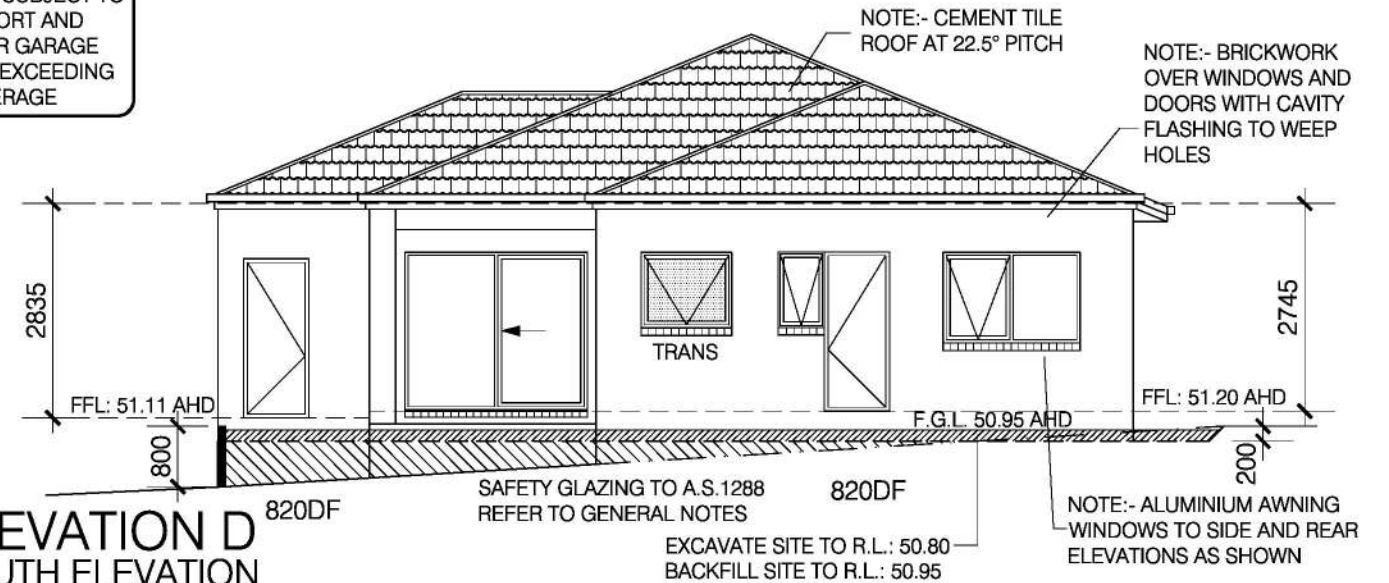 ORT AND
R GARAGE
EXCEEDING
ERAGE
NOTE:- CEMENT TILE
ROOF AT 22.5° PITCH
NOTE:- BRICKWORK
OVER WINDOWS AND
DOORS WITH CAVITY
FLASHING TO WEEP
HOLES
2835
2745
TRANS
FFL: 51.11 AHD
F.G.L. 50.95 AHD
FFL: 51.20 AHD
800
200
820DF
SAFETY GLAZING TO A.S.1288
REFER TO GENERAL NOTES
820DF
EXCAVATE SITE TO R.L.: 50.80
BACKFILL SITE TO R.L.: 50.95
NOTE:- ALUMINIUM AWNING
WINDOWS TO SIDE AND REAR
ELEVATIONS AS SHOWN
EVATION D
UTH ELEVATION